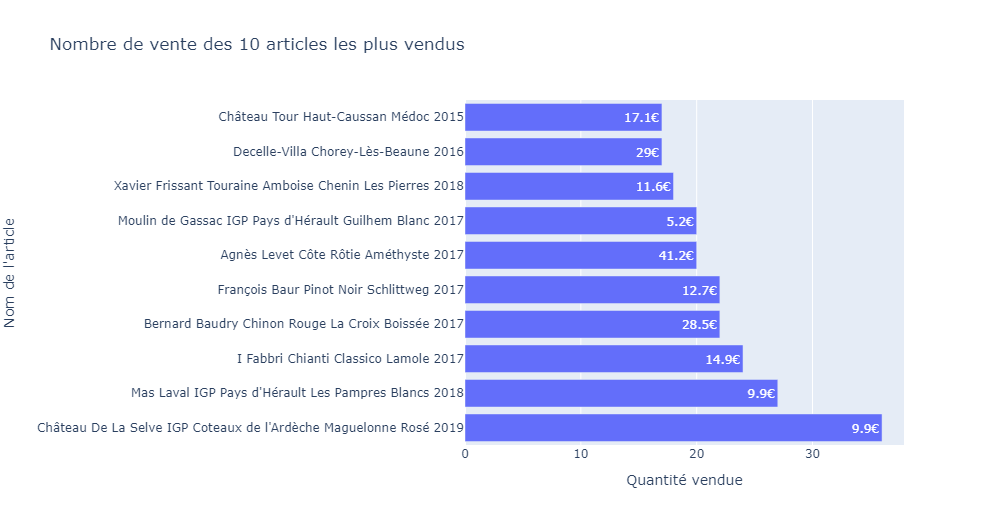 Nombre de vente des 10 articles les plus vendus
Nom de l'article
Château Tour Haut-Caussan Médoc 2015 17.1€
Decelle-Villa Chorey-Lès-Beaune 2016 29€
Xavier Frissant Touraine Amboise Chenin Les Pierres 2018 11.6€
Moulin de Gassac IGP Pays d'Hérault Guilhem Blanc 2017 5.2€
Agnès Levet Côte Rôtie Améthyste 2017 41.2€
François Baur Pinot Noir Schlittweg 2017 12.7€
Bernard Baudry Chinon Rouge La Croix Boissée 2017 28.5€
I Fabbri Chianti Classico Lamole 2017 14.9€
Mas Laval IGP Pays d'Hérault Les Pampres Blancs 2018 9.9€
Château De La Selve IGP Coteaux de l'Ardèche Maguelonne Rosé 2019 9.9€
0 10 20 30
Quantité vendue